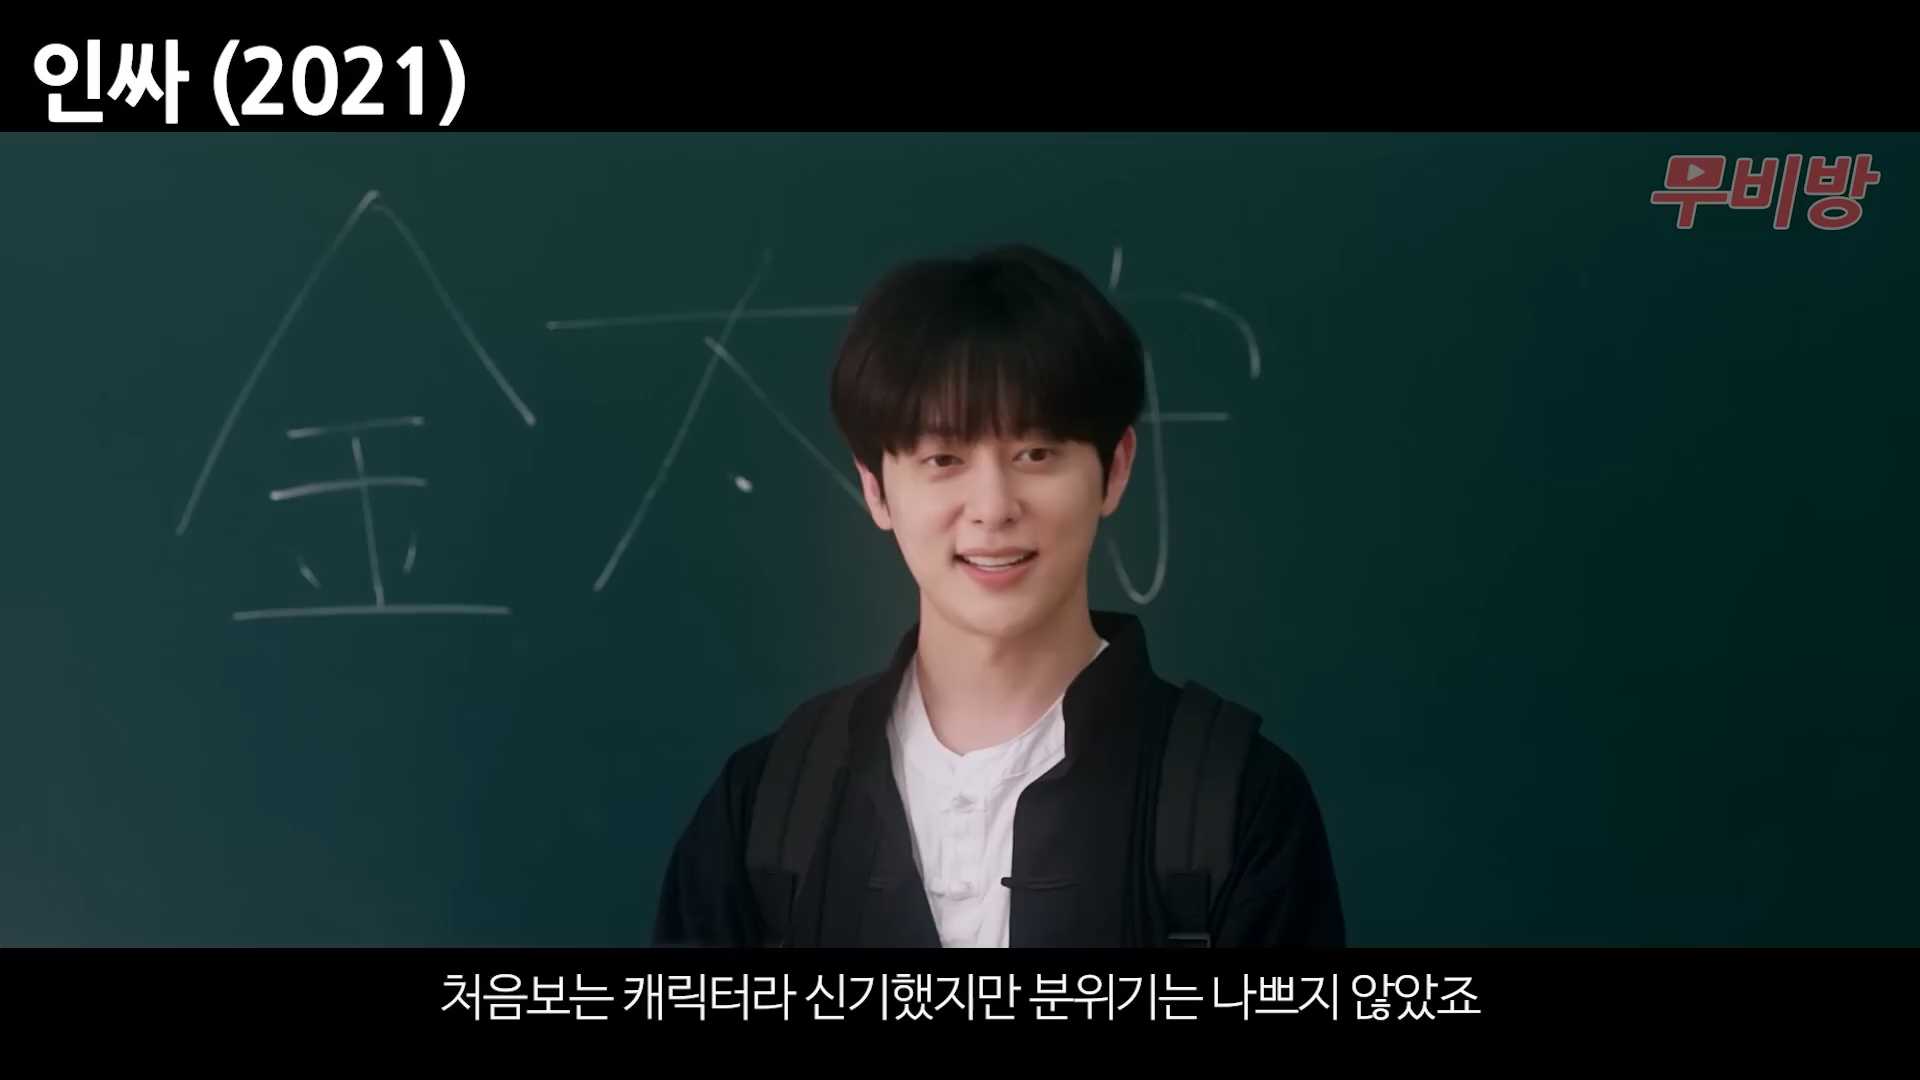 인싸 (2021)
무비방
金太
처음보는 캐릭터라 신기했지만 분위기는 나쁘지 않았죠